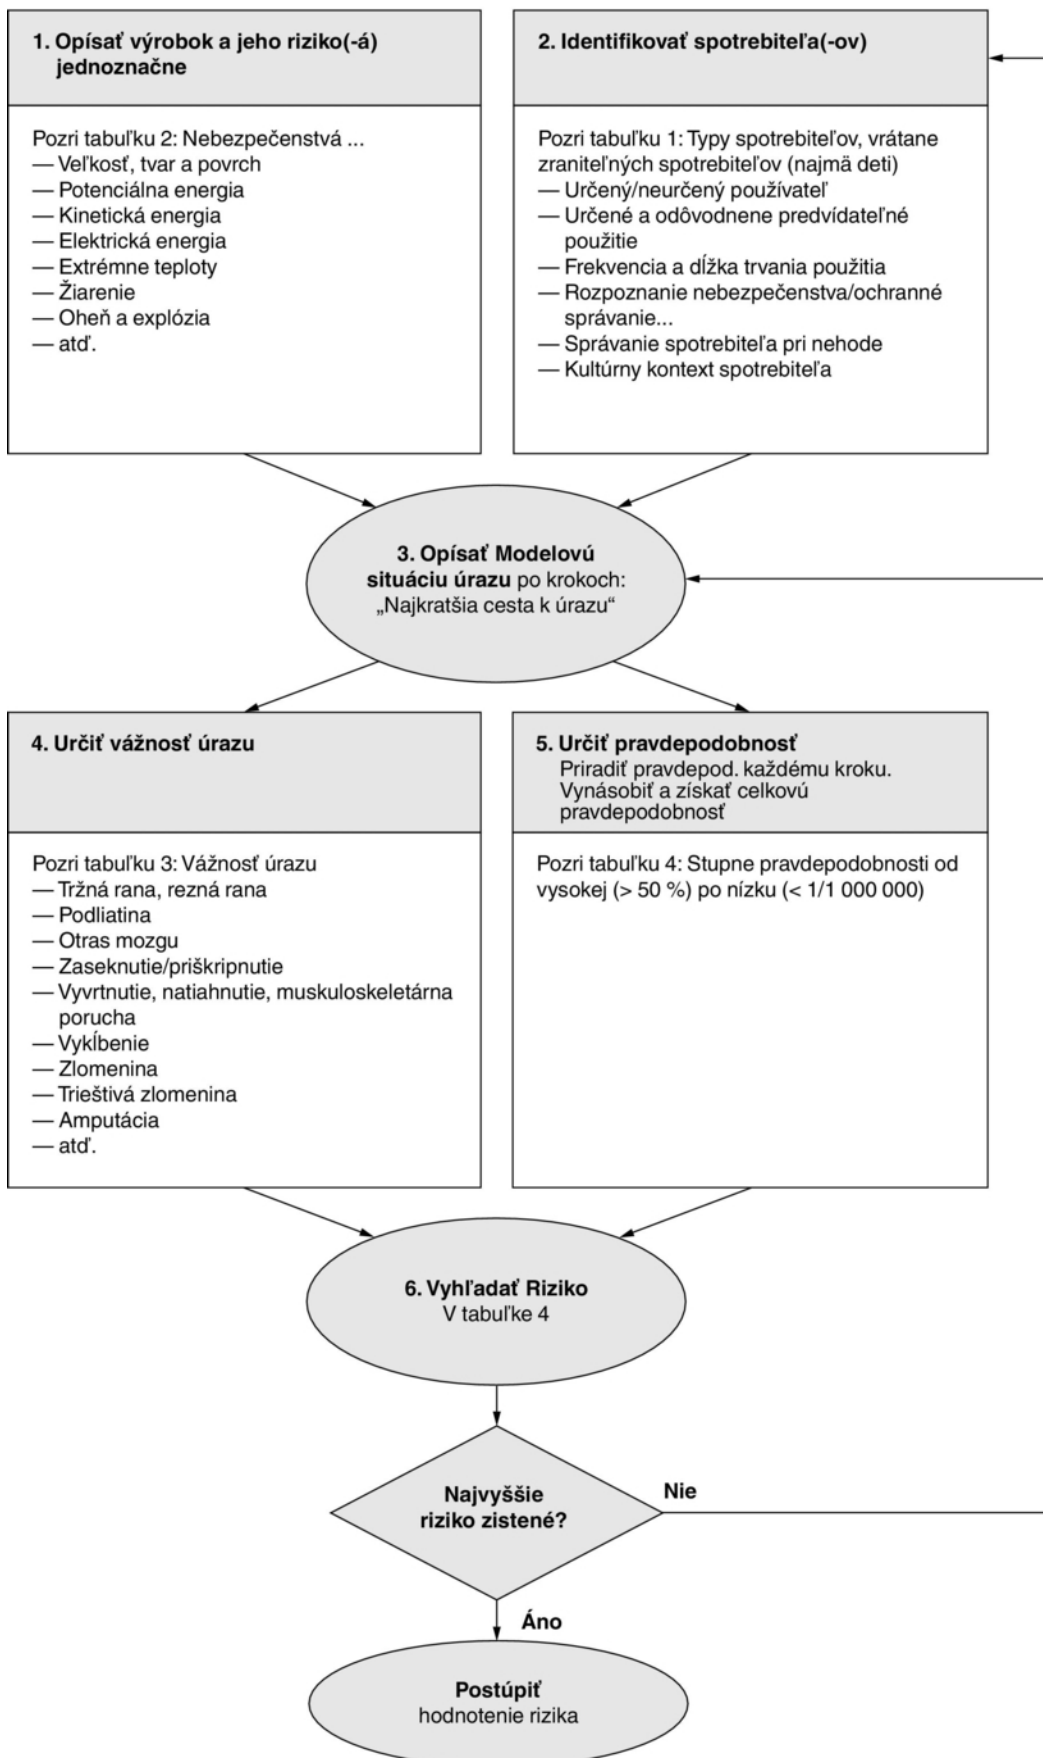 1. Opísať výrobok a jeho riziko(-á)
jednoznačne
Pozri tabuľku 2: Nebezpečenstvá ...
— Veľkosť, tvar a povrch
— Potenciálna energia
— Kinetická energia
— Elektrická energia
— Extrémne teploty
— Žiarenie
— Oheň a explózia
— atď.
2. Identifikovať spotrebiteľa(-ov)
Pozri tabuľku 1: Typy spotrebiteľov, vrátane
zraniteľných spotrebiteľov (najmä deti)
— Určený/neurčený používateľ
— Určené a odôvodnene predvídateľné
použitie
— Frekvencia a dĺžka trvania použitia
— Rozpoznanie nebezpečenstva/ochranné
správanie...
— Správanie spotrebiteľa pri nehode
— Kultúrny kontext spotrebiteľa
3. Opísať Modelovú
situáciu úrazu po krokoch:
„Najkratšia cesta k úrazu“
4. Určiť vážnosť úrazu
Pozri tabuľku 3: Vážnosť úrazu
— Tržná rana, rezná rana
— Podliatina
— Otras mozgu
— Zaseknutie/priškripnutie
— Vyvrtnutie, natiahnutie, muskuloskeletárna
porucha
— Vykĺbenie
— Zlomenina
— Trieštivá zlomenina
— Amputácia
— atď.
5. Určiť pravdepodobnosť
Priradiť pravdepod. každému kroku.
Vynásobiť a získať celkovú
pravdepodobnosť
Pozri tabuľku 4: Stupne pravdepodobnosti od
vysokej (> 50 %) po nízku (< 1/1 000 000)
6. Vyhľadať Riziko
V tabuľke 4
Najvyššie
riziko zistené?
Nie
Áno
Postúpiť
hodnotenie rizika